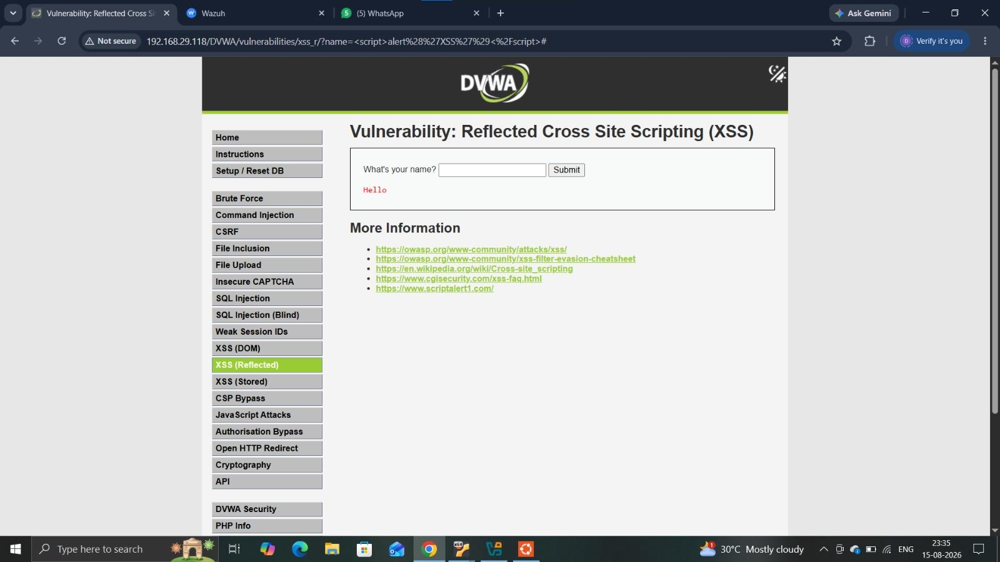 Vulnerability: Reflected Cross Si
Wazuh
(5) WhatsApp
Ask Gemini
Not secure
192.168.29.118/DVWA/vulnerabilities/xss_r/?name=<script>alert%28%27XSS%27%29<%2Fscript>#
Verify it's you
DVWA
Home
Instructions
Setup / Reset DB
Brute Force
Command Injection
CSRF
File Inclusion
File Upload
Insecure CAPTCHA
SQL Injection
SQL Injection (Blind)
Weak Session IDs
XSS (DOM)
XSS (Reflected)
XSS (Stored)
CSP Bypass
JavaScript Attacks
Authorisation Bypass
Open HTTP Redirect
Cryptography
API
DVWA Security
PHP Info
Vulnerability: Reflected Cross Site Scripting (XSS)
What's your name?
Submit
Hello
More Information
https://owasp.org/www-community/attacks/xss/
https://owasp.org/www-community/xss-filter-evasion-cheatsheet
https://en.wikipedia.org/wiki/Cross-site_scripting
https://www.cgisecurity.com/xss-faq.html
https://www.scriptalert1.com/
Type here to search
30°C Mostly cloudy
ENG
23:35
15-08-2026